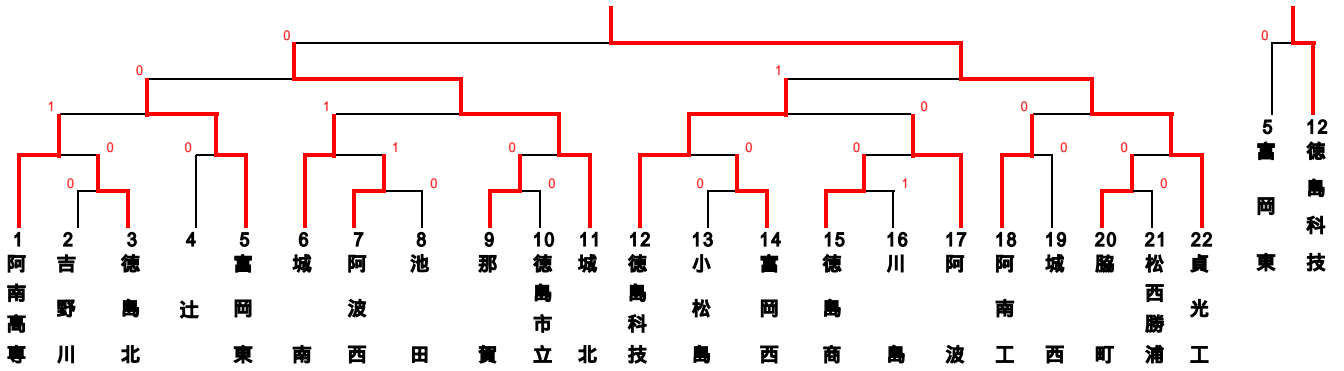 0
0 1 0
1 1 0 0
0 0 1 0 0 0 0 0
0 0 0 0 1 0
1 阿南高専
2 吉野川
3 徳島北
4 辻
5 富岡東
6 城南
7 阿波西
8 池田
9 那賀
10 徳島市立
11 城北
12 徳島科技
13 小松島
14 富岡西
15 徳島商
16 川島
17 阿波
18 阿南工
19 城西
20 脇町
21 松西勝浦
22 貞光工
0
5 富岡東
12 徳島科技